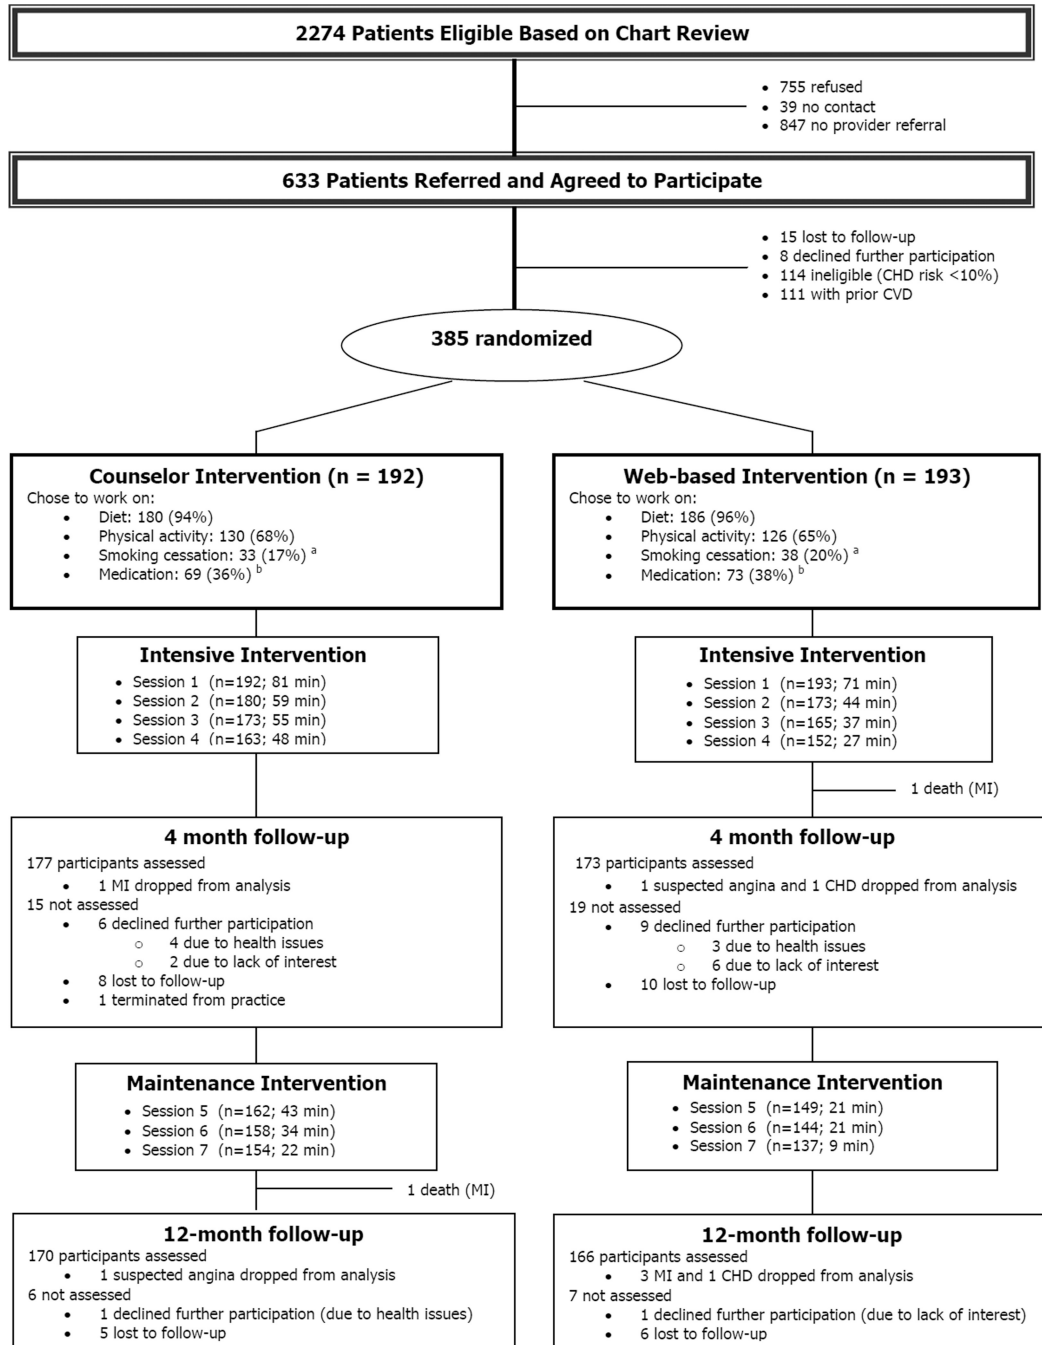 2274 Patients Eligible Based on Chart Review
• 755 refused
• 39 no contact
• 847 no provider referral
633 Patients Referred and Agreed to Participate
• 15 lost to follow-up
• 8 declined further participation
• 114 ineligible (CHD risk <10%)
• 111 with prior CVD
385 randomized
Counselor Intervention (n = 192)
Chose to work on:
• Diet: 180 (94%)
• Physical activity: 130 (68%)
• Smoking cessation: 33 (17%) a
• Medication: 69 (36%) b
Web-based Intervention (n = 193)
Chose to work on:
• Diet: 186 (96%)
• Physical activity: 126 (65%)
• Smoking cessation: 38 (20%) a
• Medication: 73 (38%) b
Intensive Intervention
• Session 1 (n=192; 81 min)
• Session 2 (n=180; 59 min)
• Session 3 (n=173; 55 min)
• Session 4 (n=163; 48 min)
Intensive Intervention
• Session 1 (n=193; 71 min)
• Session 2 (n=173; 44 min)
• Session 3 (n=165; 37 min)
• Session 4 (n=152; 27 min)
1 death (MI)
4 month follow-up
177 participants assessed
• 1 MI dropped from analysis
15 not assessed
• 6 declined further participation
○ 4 due to health issues
○ 2 due to lack of interest
• 8 lost to follow-up
• 1 terminated from practice
4 month follow-up
173 participants assessed
• 1 suspected angina and 1 CHD dropped from analysis
19 not assessed
• 9 declined further participation
○ 3 due to health issues
○ 6 due to lack of interest
• 10 lost to follow-up
Maintenance Intervention
• Session 5 (n=162; 43 min)
• Session 6 (n=158; 34 min)
• Session 7 (n=154; 22 min)
Maintenance Intervention
• Session 5 (n=149; 21 min)
• Session 6 (n=144; 21 min)
• Session 7 (n=137; 9 min)
1 death (MI)
12-month follow-up
170 participants assessed
• 1 suspected angina dropped from analysis
6 not assessed
• 1 declined further participation (due to health issues)
• 5 lost to follow-up
12-month follow-up
166 participants assessed
• 3 MI and 1 CHD dropped from analysis
7 not assessed
• 1 declined further participation (due to lack of interest)
• 6 lost to follow-up